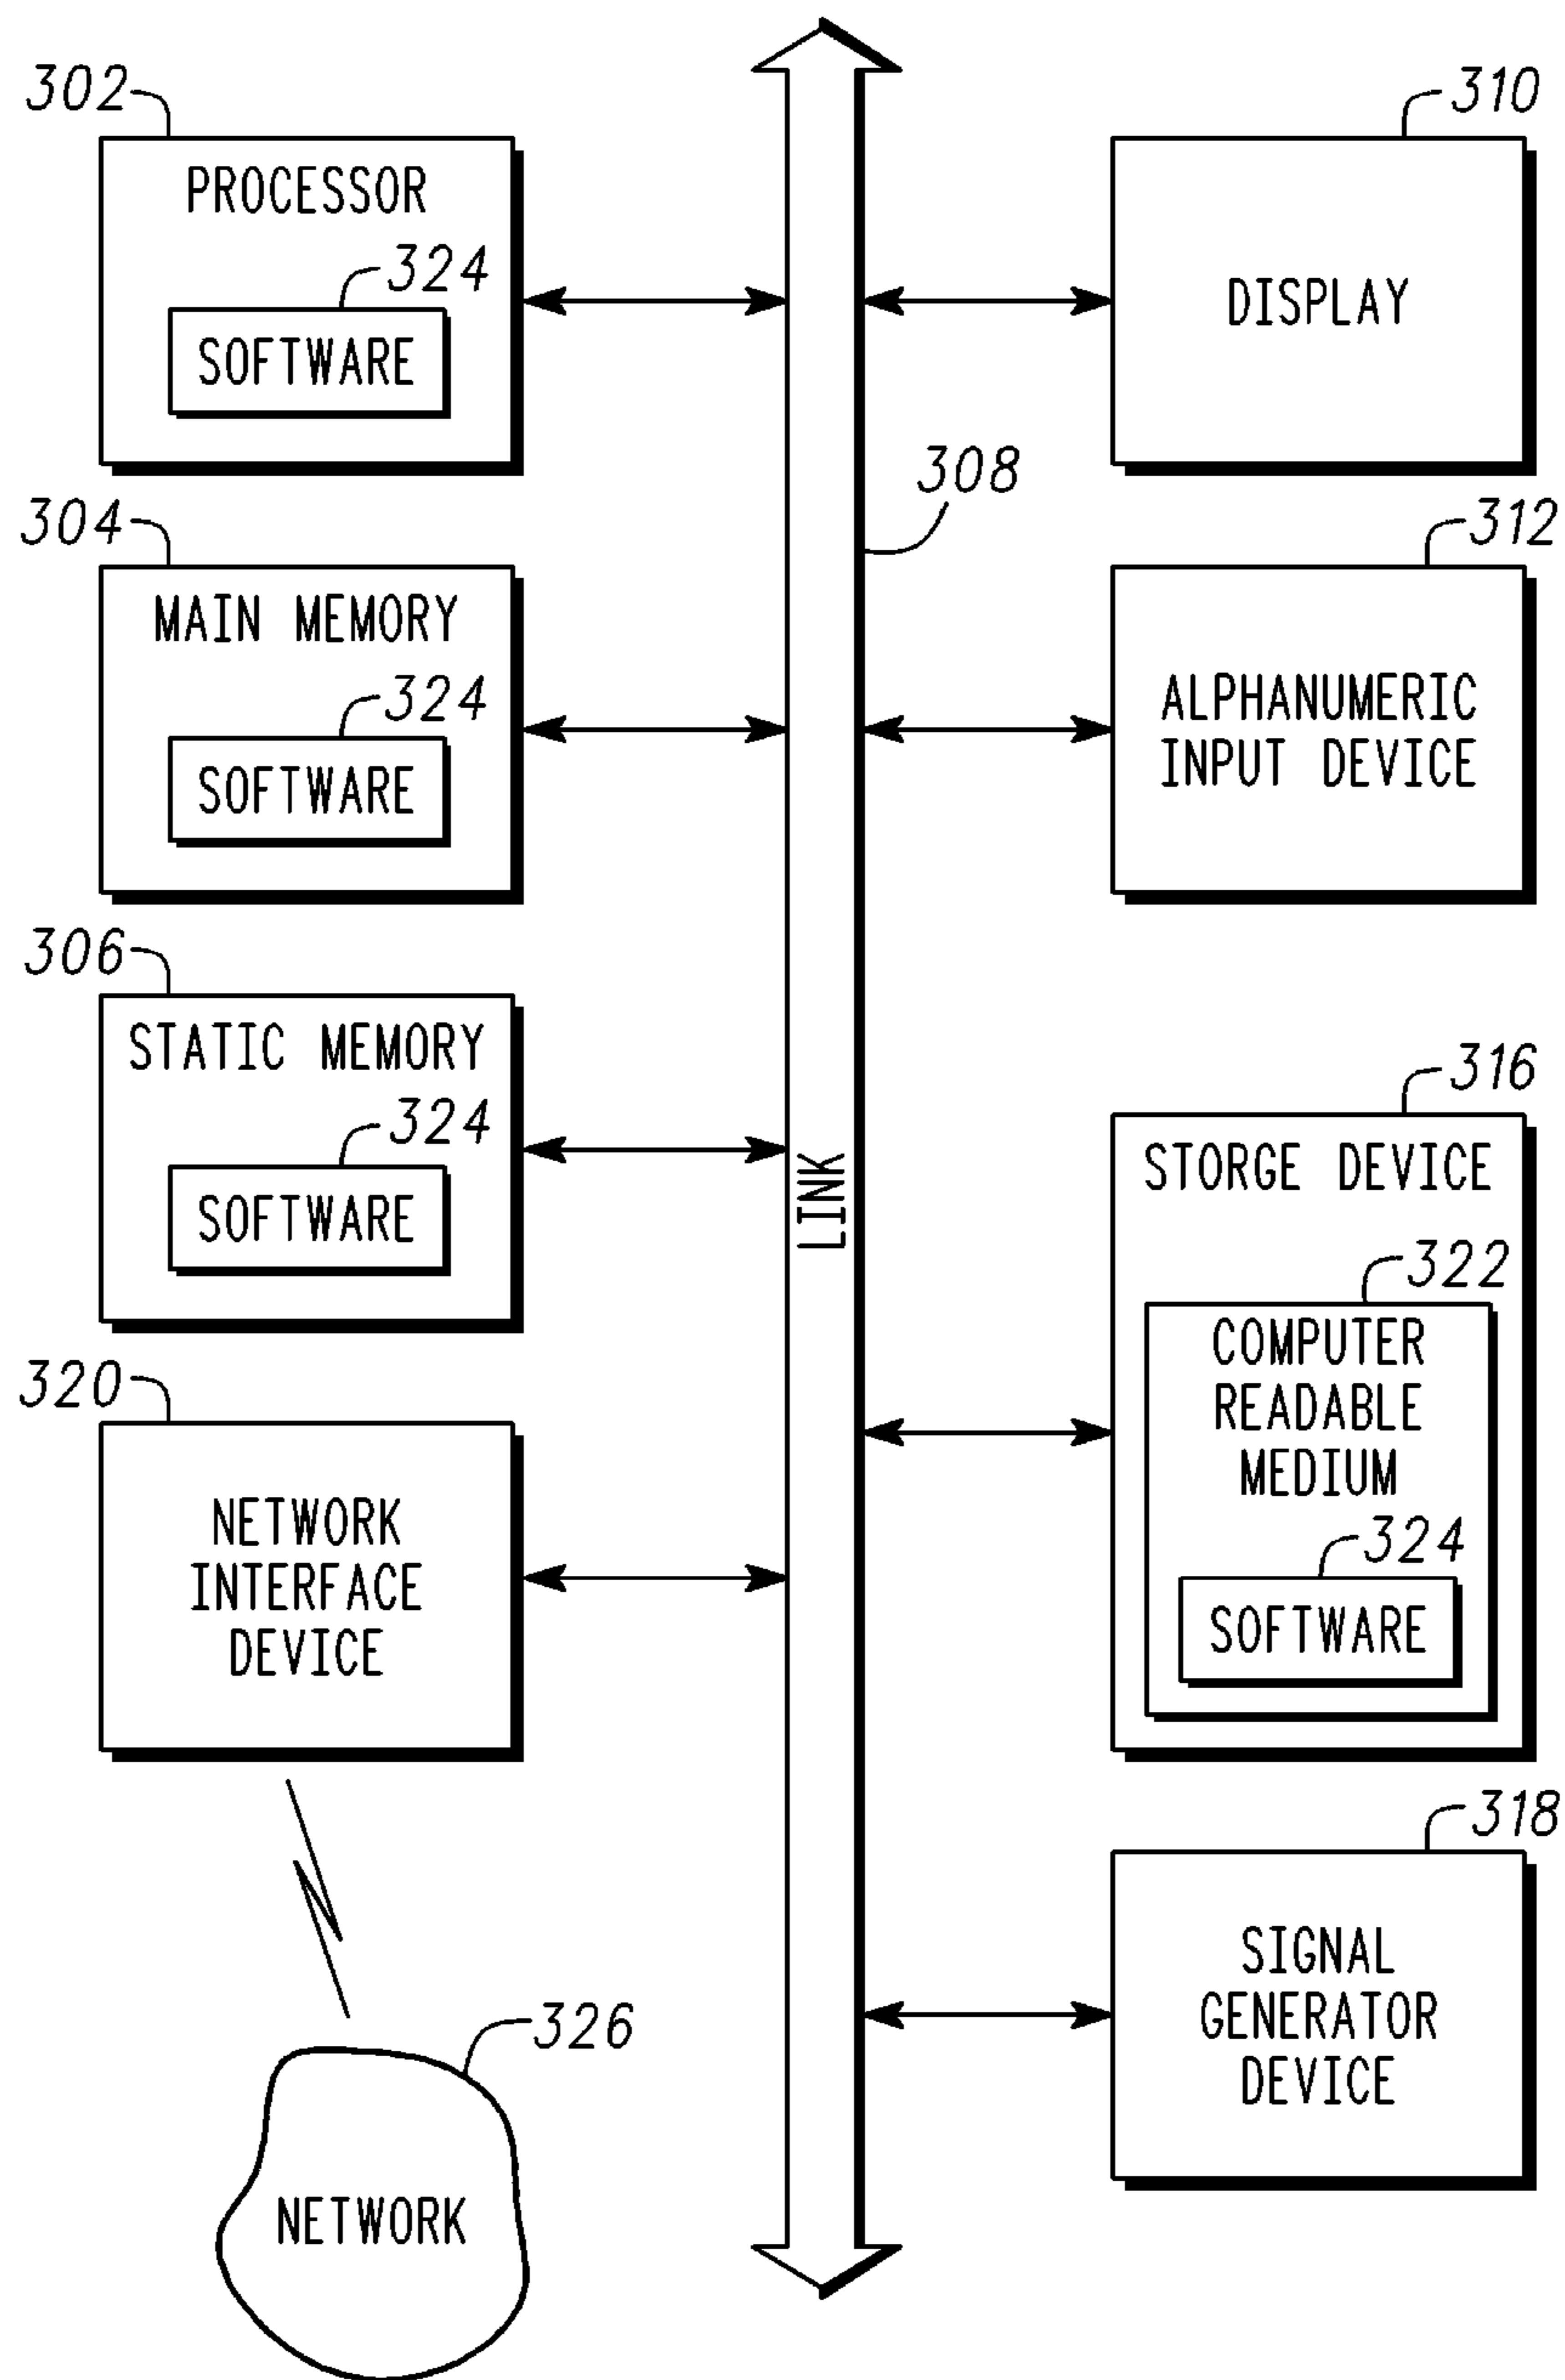 302
PROCESSOR
324
SOFTWARE
304
MAIN MEMORY
324
SOFTWARE
306
STATIC MEMORY
324
SOFTWARE
320
NETWORK
INTERFACE
DEVICE
326
NETWORK
308
LINK
310
DISPLAY
312
ALPHANUMERIC
INPUT DEVICE
316
STORGE DEVICE
322
COMPUTER
READABLE
MEDIUM
324
SOFTWARE
318
SIGNAL
GENERATOR
DEVICE